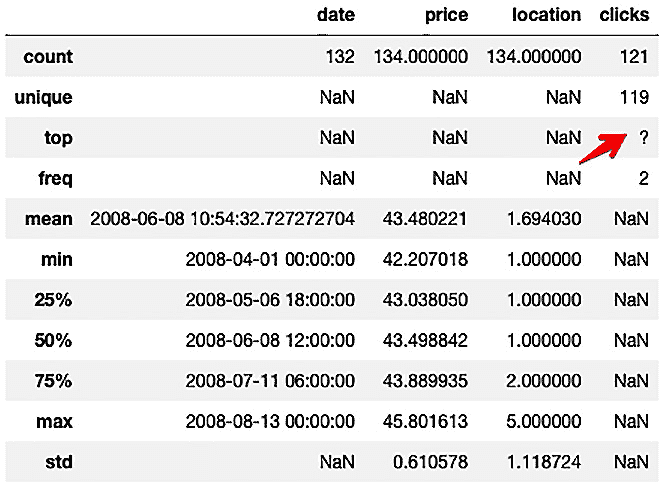 date price location clicks
count 132 134.000000 134.000000 121
unique NaN NaN NaN 119
top NaN NaN NaN ?
freq NaN NaN NaN 2
mean 2008-06-08 10:54:32.727272704 43.480221 1.694030 NaN
min 2008-04-01 00:00:00 42.207018 1.000000 NaN
25% 2008-05-06 18:00:00 43.038050 1.000000 NaN
50% 2008-06-08 12:00:00 43.498842 1.000000 NaN
75% 2008-07-11 06:00:00 43.889935 2.000000 NaN
max 2008-08-13 00:00:00 45.801613 5.000000 NaN
std NaN 0.610578 1.118724 NaN